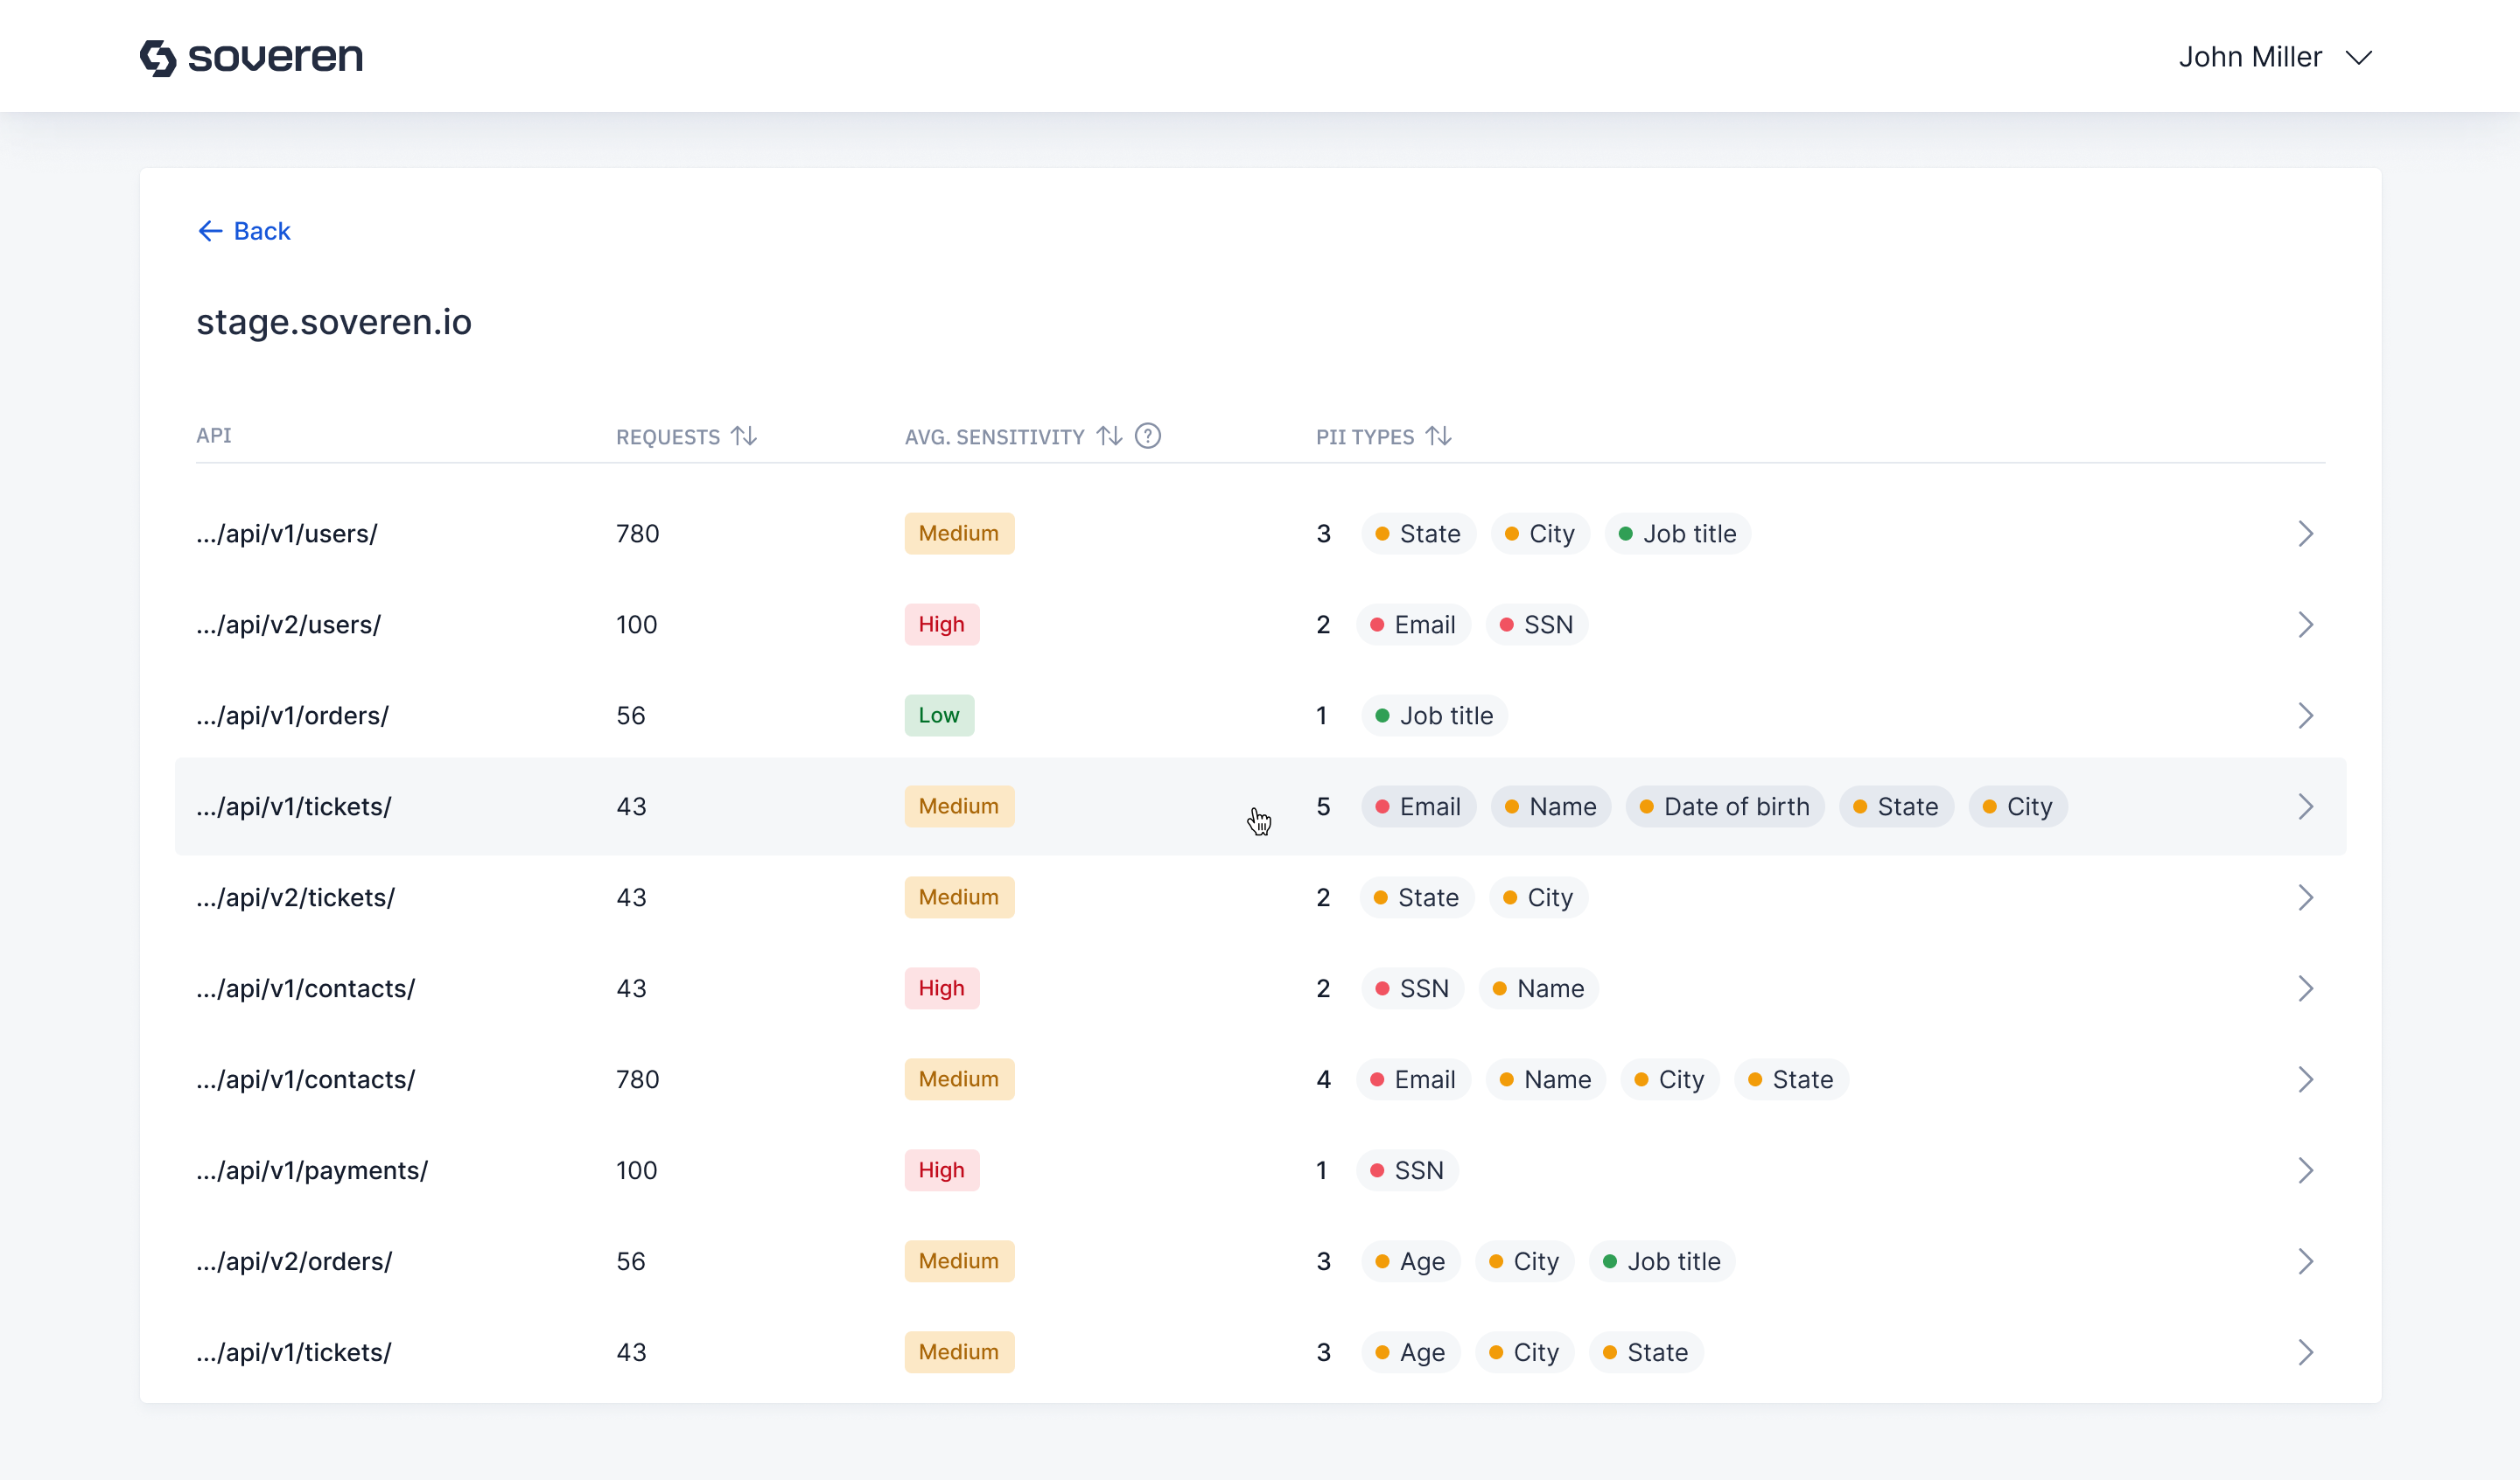 soveren John Miller
Back
stage.soveren.io
API REQUESTS AVG. SENSITIVITY ? PII TYPES
.../api/v1/users/ 780 Medium 3 State City Job title
.../api/v2/users/ 100 High 2 Email SSN
.../api/v1/orders/ 56 Low 1 Job title
.../api/v1/tickets/ 43 Medium 5 Email Name Date of birth State City
.../api/v2/tickets/ 43 Medium 2 State City
.../api/v1/contacts/ 43 High 2 SSN Name
.../api/v1/contacts/ 780 Medium 4 Email Name City State
.../api/v1/payments/ 100 High 1 SSN
.../api/v2/orders/ 56 Medium 3 Age City Job title
.../api/v1/tickets/ 43 Medium 3 Age City State